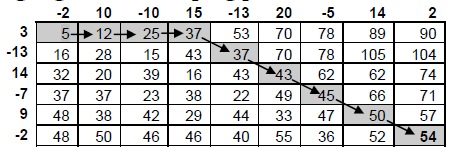 -2 10 -10 15 -13 20 -5 14 2
3 5 12 25 37 53 70 78 89 90
-13 16 28 15 43 37 70 78 105 104
14 32 20 39 16 43 43 62 62 74
-7 37 37 23 38 22 49 45 66 71
9 48 38 42 29 44 33 47 50 57
-2 48 50 46 46 40 55 36 52 54